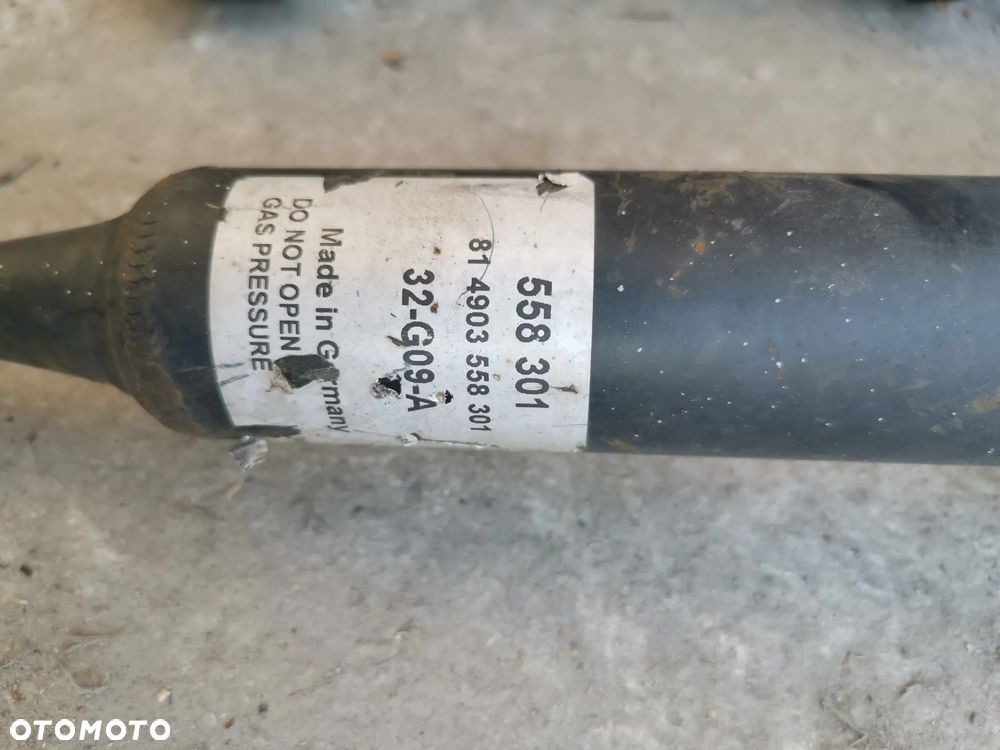 558 301
81 4903 558 301
32-G09-A
Made in Germany
DO NOT OPEN
GAS PRESSURE
OTOMOTO